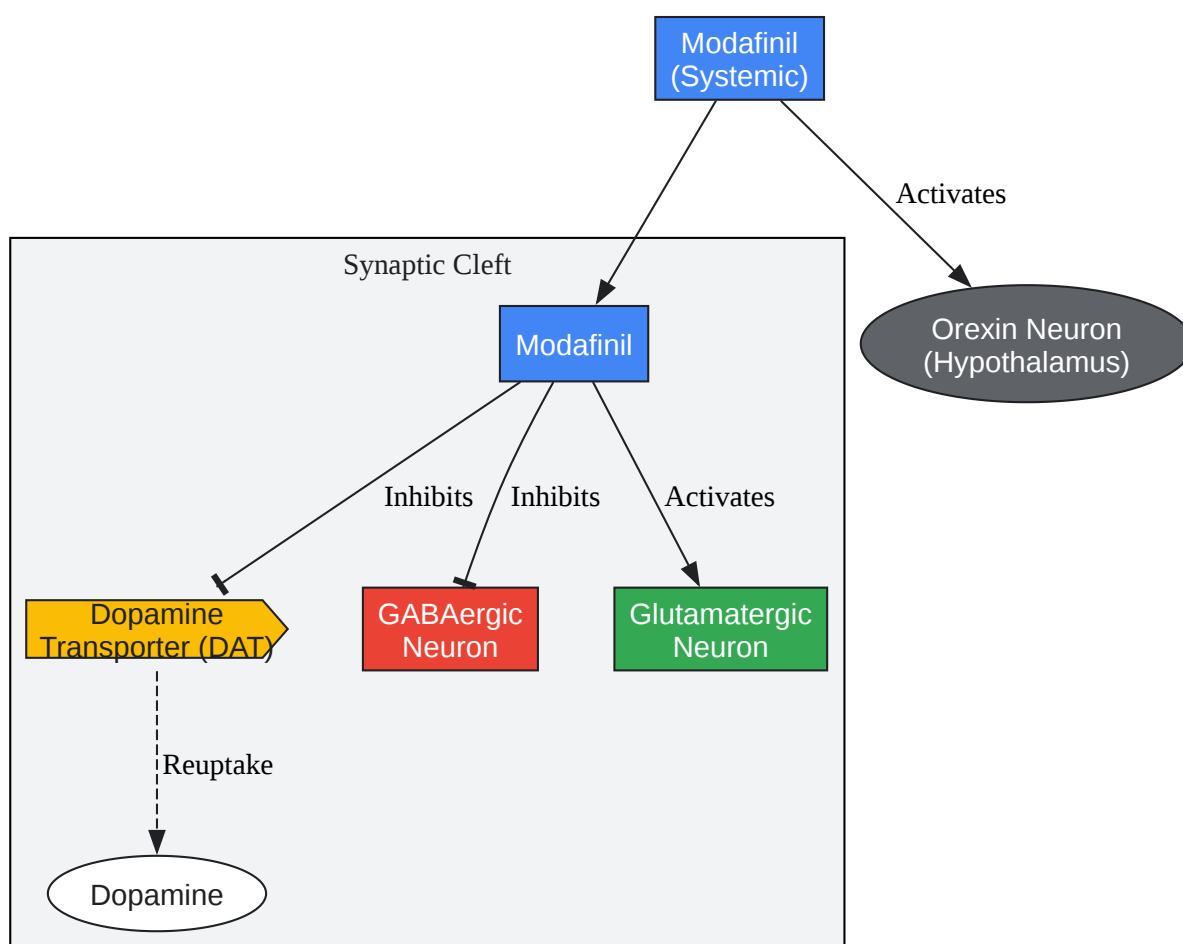 Modafinil
(Systemic)
Activates
Synaptic Cleft
Modafinil
Orexin Neuron
(Hypothalamus)
Inhibits
Inhibits
Activates
Dopamine
Transporter (DAT)
GABAergic
Neuron
Glutamatergic
Neuron
Reuptake
Dopamine